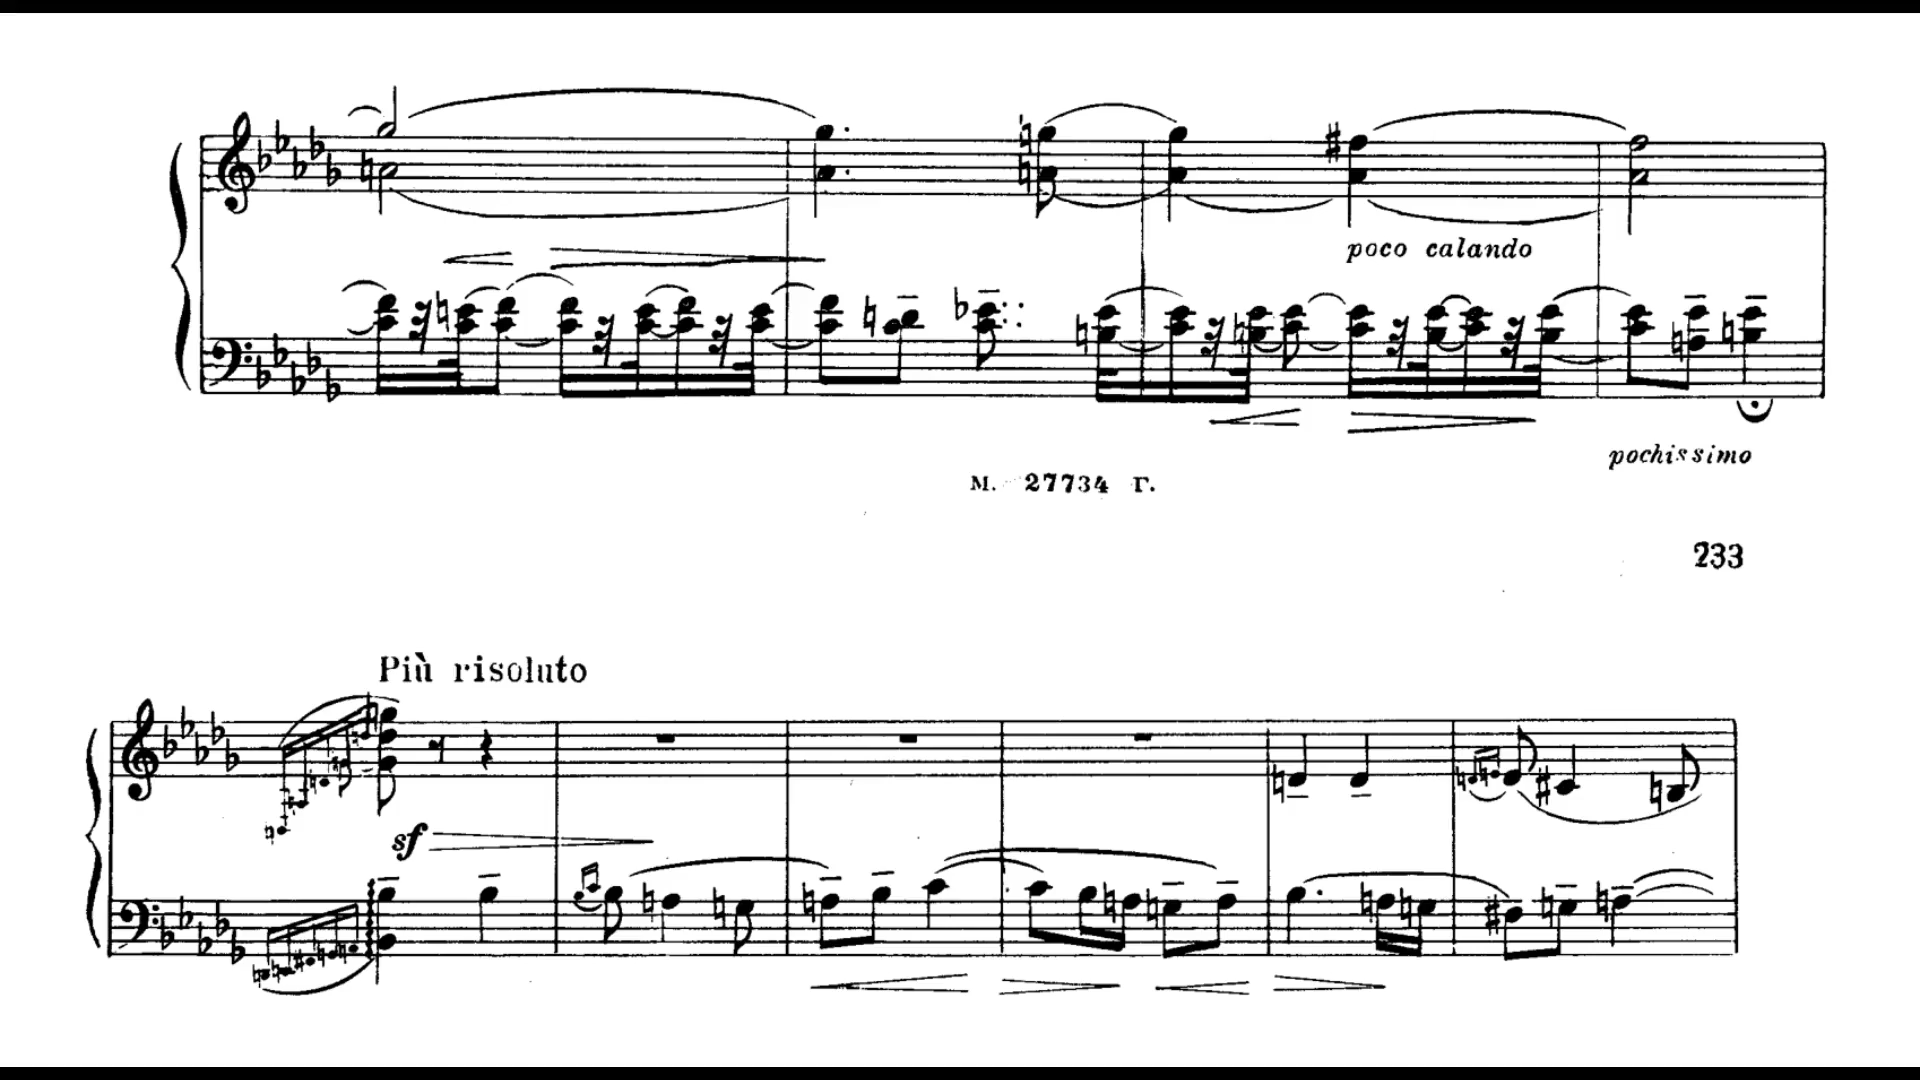 poco calando
pochissimo
М. 27734 Г.
233
Più risoluto
sf